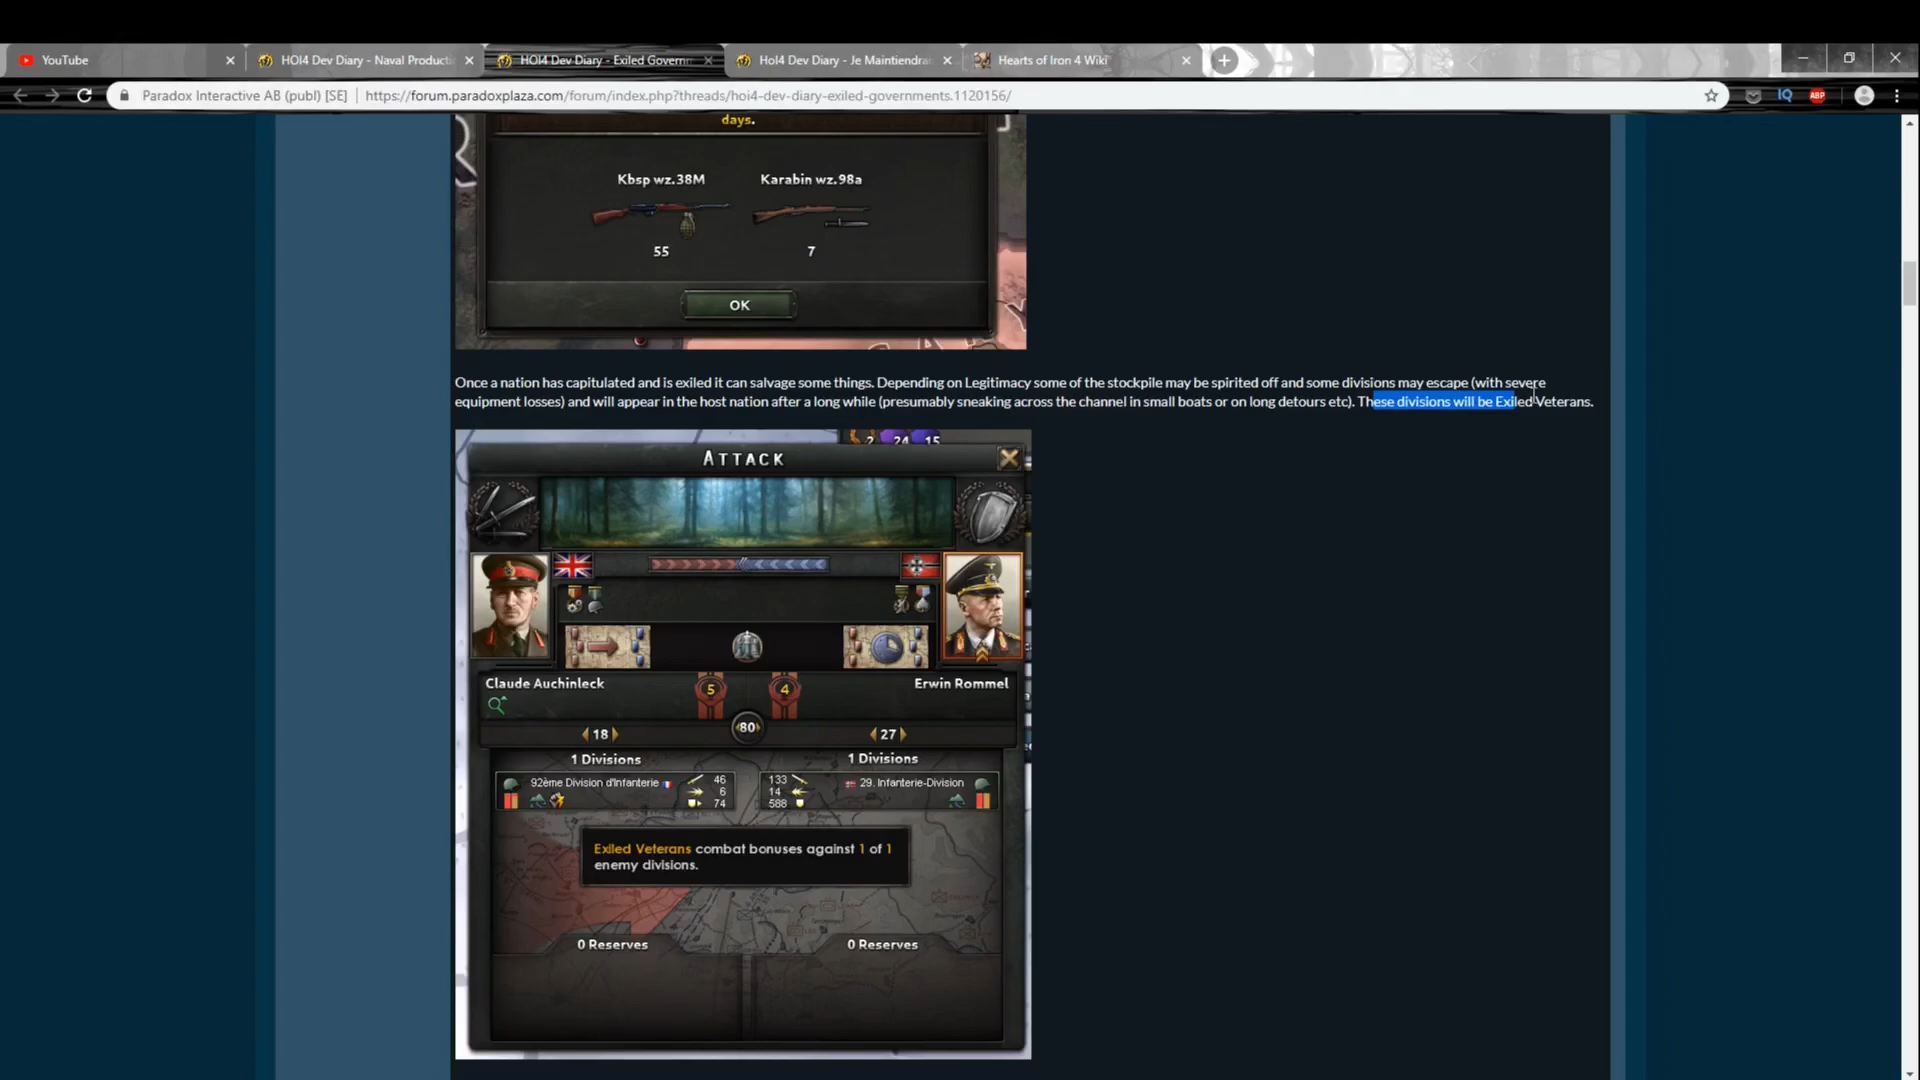 YouTube
HOI4 Dev Diary - Naval Producti
HOI4 Dev Diary - Exiled Governm
HoI4 Dev Diary - Je Maintiendra
Hearts of Iron 4 Wiki
Paradox Interactive AB (publ) [SE]
https://forum.paradoxplaza.com/forum/index.php?threads/hoi4-dev-diary-exiled-governments.1120156/
IQ
ABP
days.
Kbsp wz.38M
Karabin wz.98a
55
7
OK
Once a nation has capitulated and is exiled it can salvage some things. Depending on Legitimacy some of the stockpile may be spirited off and some divisions may escape (with severe
equipment losses) and will appear in the host nation after a long while (presumably sneaking across the channel in small boats or on long detours etc). These divisions will be Exiled Veterans.
2 24 15
ATTACK
Claude Auchinleck
5
4
Erwin Rommel
18
80
27
1 Divisions
1 Divisions
92ème Division d'Infanterie
46
6
74
133
14
588
29. Infanterie-Division
Exiled Veterans combat bonuses against 1 of 1
enemy divisions.
0 Reserves
0 Reserves